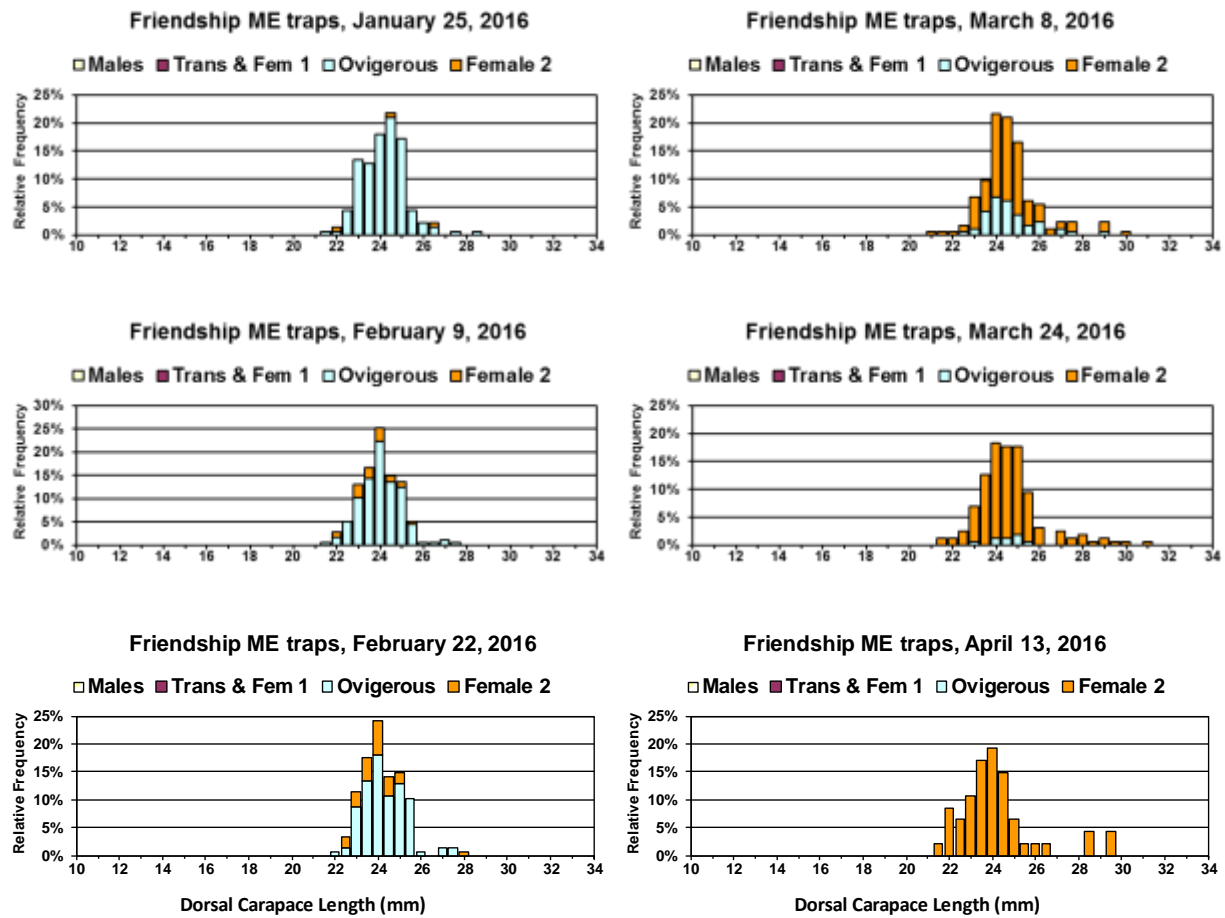 Friendship ME traps, January 25, 2016
Males Trans & Fem 1 Ovigerous Female 2
Relative Frequency
25%
20%
15%
10%
5%
0%
10 12 14 16 18 20 22 24 26 28 30 32 34
Friendship ME traps, March 8, 2016
Males Trans & Fem 1 Ovigerous Female 2
Relative Frequency
25%
20%
15%
10%
5%
0%
10 12 14 16 18 20 22 24 26 28 30 32 34
Friendship ME traps, February 9, 2016
Males Trans & Fem 1 Ovigerous Female 2
Relative Frequency
30%
25%
20%
15%
10%
5%
0%
10 12 14 16 18 20 22 24 26 28 30 32 34
Friendship ME traps, March 24, 2016
Males Trans & Fem 1 Ovigerous Female 2
Relative Frequency
25%
20%
15%
10%
5%
0%
10 12 14 16 18 20 22 24 26 28 30 32 34
Friendship ME traps, February 22, 2016
Males Trans & Fem 1 Ovigerous Female 2
Relative Frequency
25%
20%
15%
10%
5%
0%
10 12 14 16 18 20 22 24 26 28 30 32 34
Dorsal Carapace Length (mm)
Friendship ME traps, April 13, 2016
Males Trans & Fem 1 Ovigerous Female 2
Relative Frequency
25%
20%
15%
10%
5%
0%
10 12 14 16 18 20 22 24 26 28 30 32 34
Dorsal Carapace Length (mm)